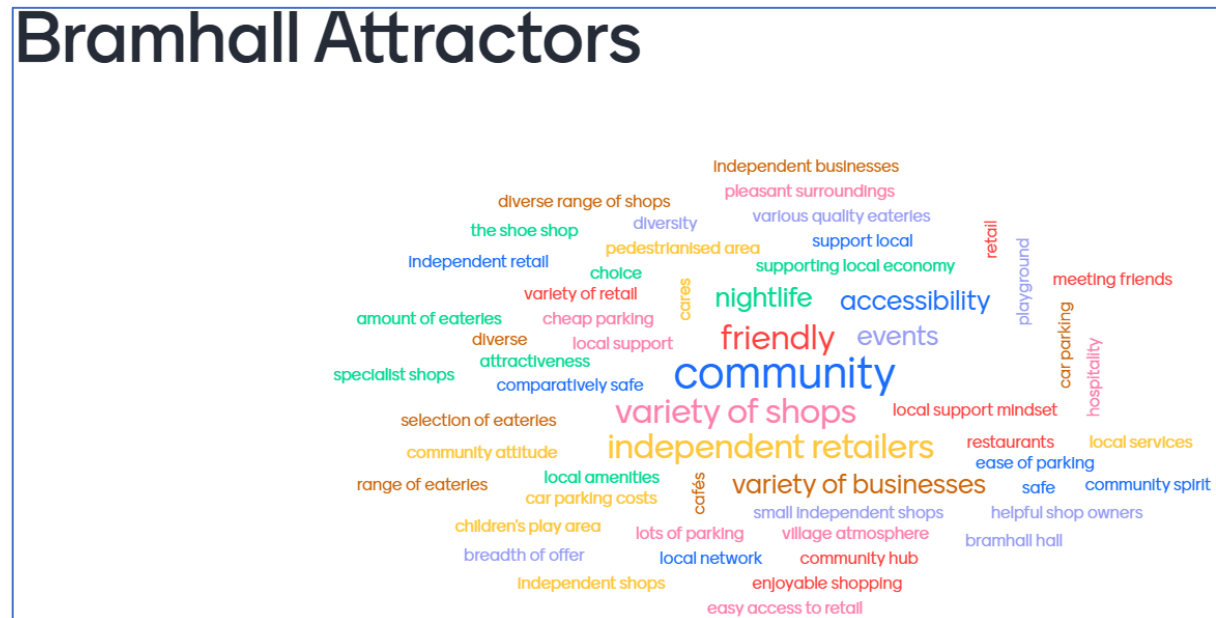 Bramhall Attractors
independent businesses
pleasant surroundings
diverse range of shops
various quality eateries
diversity
the shoe shop
support local
retail
pedestrianised area
independent retail
supporting local economy
playground
choice
meeting friends
variety of retail
cares
nightlife
accessibility
amount of eateries
cheap parking
car parking
diverse
local support
friendly
events
attractiveness
hospitality
specialist shops
comparatively safe
community
selection of eateries
variety of shops
local support mindset
community attitude
independent retailers
restaurants
local services
ease of parking
local amenities
range of eateries
cafés
variety of businesses
safe
community spirit
car parking costs
small independent shops
helpful shop owners
children's play area
lots of parking
village atmosphere
bramhall hall
breadth of offer
local network
community hub
independent shops
enjoyable shopping
easy access to retail